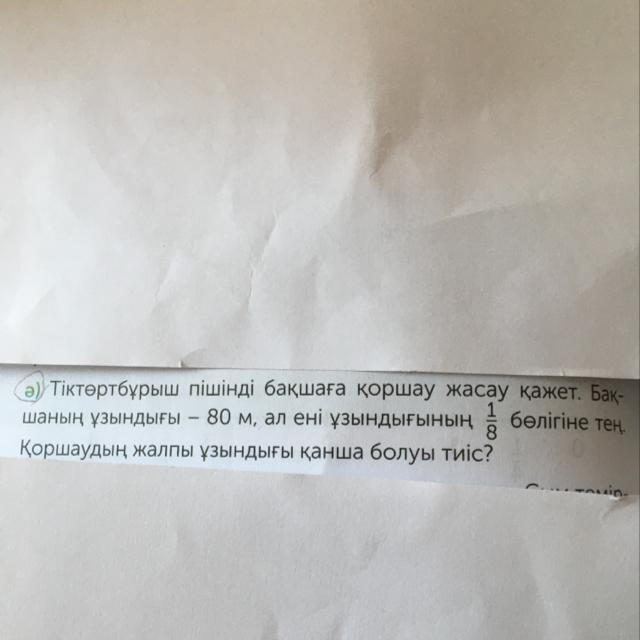 ә) Тіктөртбұрыш пішінді бақшаға қоршау жасау қажет. Бақ-
шаның ұзындығы – 80 м, ал ені ұзындығының 1/8 бөлігіне тең.
Қоршаудың жалпы ұзындығы қанша болуы тиіс?